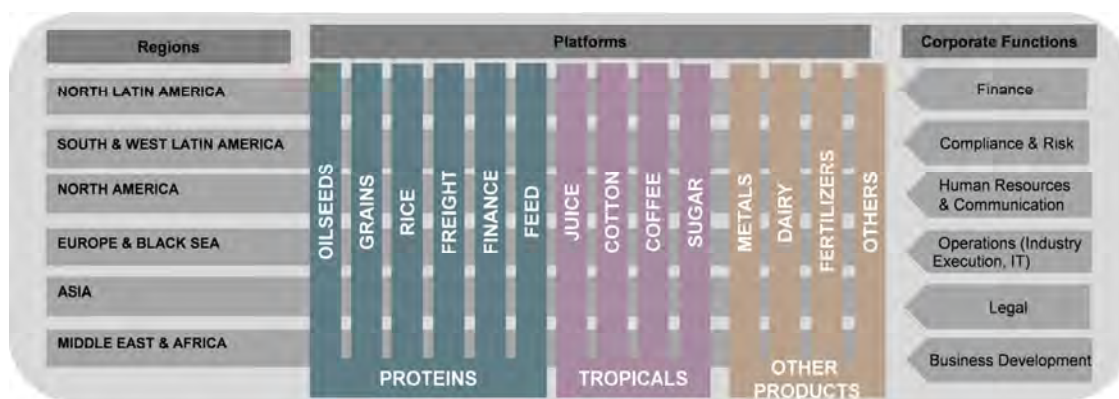 Regions
Platforms
Corporate Functions
NORTH LATIN AMERICA
SOUTH & WEST LATIN AMERICA
NORTH AMERICA
EUROPE & BLACK SEA
ASIA
MIDDLE EAST & AFRICA
OILSEEDS
GRAINS
RICE
FREIGHT
FINANCE
FEED
PROTEINS
JUICE
COTTON
COFFEE
SUGAR
TROPICALS
METALS
DAIRY
FERTILIZERS
OTHERS
OTHER
PRODUCTS
Finance
Compliance & Risk
Human Resources
& Communication
Operations (Industry
Execution, IT)
Legal
Business Development